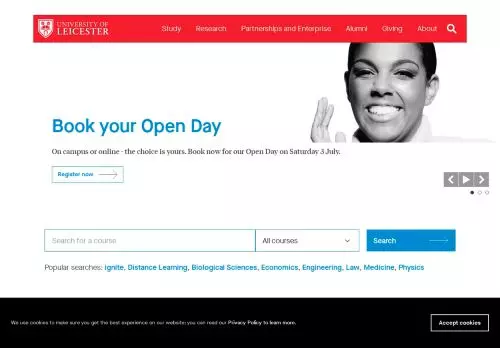 UNIVERSITY OF
LEICESTER
Study Research Partnerships and Enterprise Alumni Giving About
Book your Open Day
On campus or online - the choice is yours. Book now for our Open Day on Saturday 3 July.
Register now
Search for a course All courses Search
Popular searches: Ignite, Distance Learning, Biological Sciences, Economics, Engineering, Law, Medicine, Physics
We use cookies to make sure you get the best experience on our website; you can read our Privacy Policy to learn more. Accept cookies